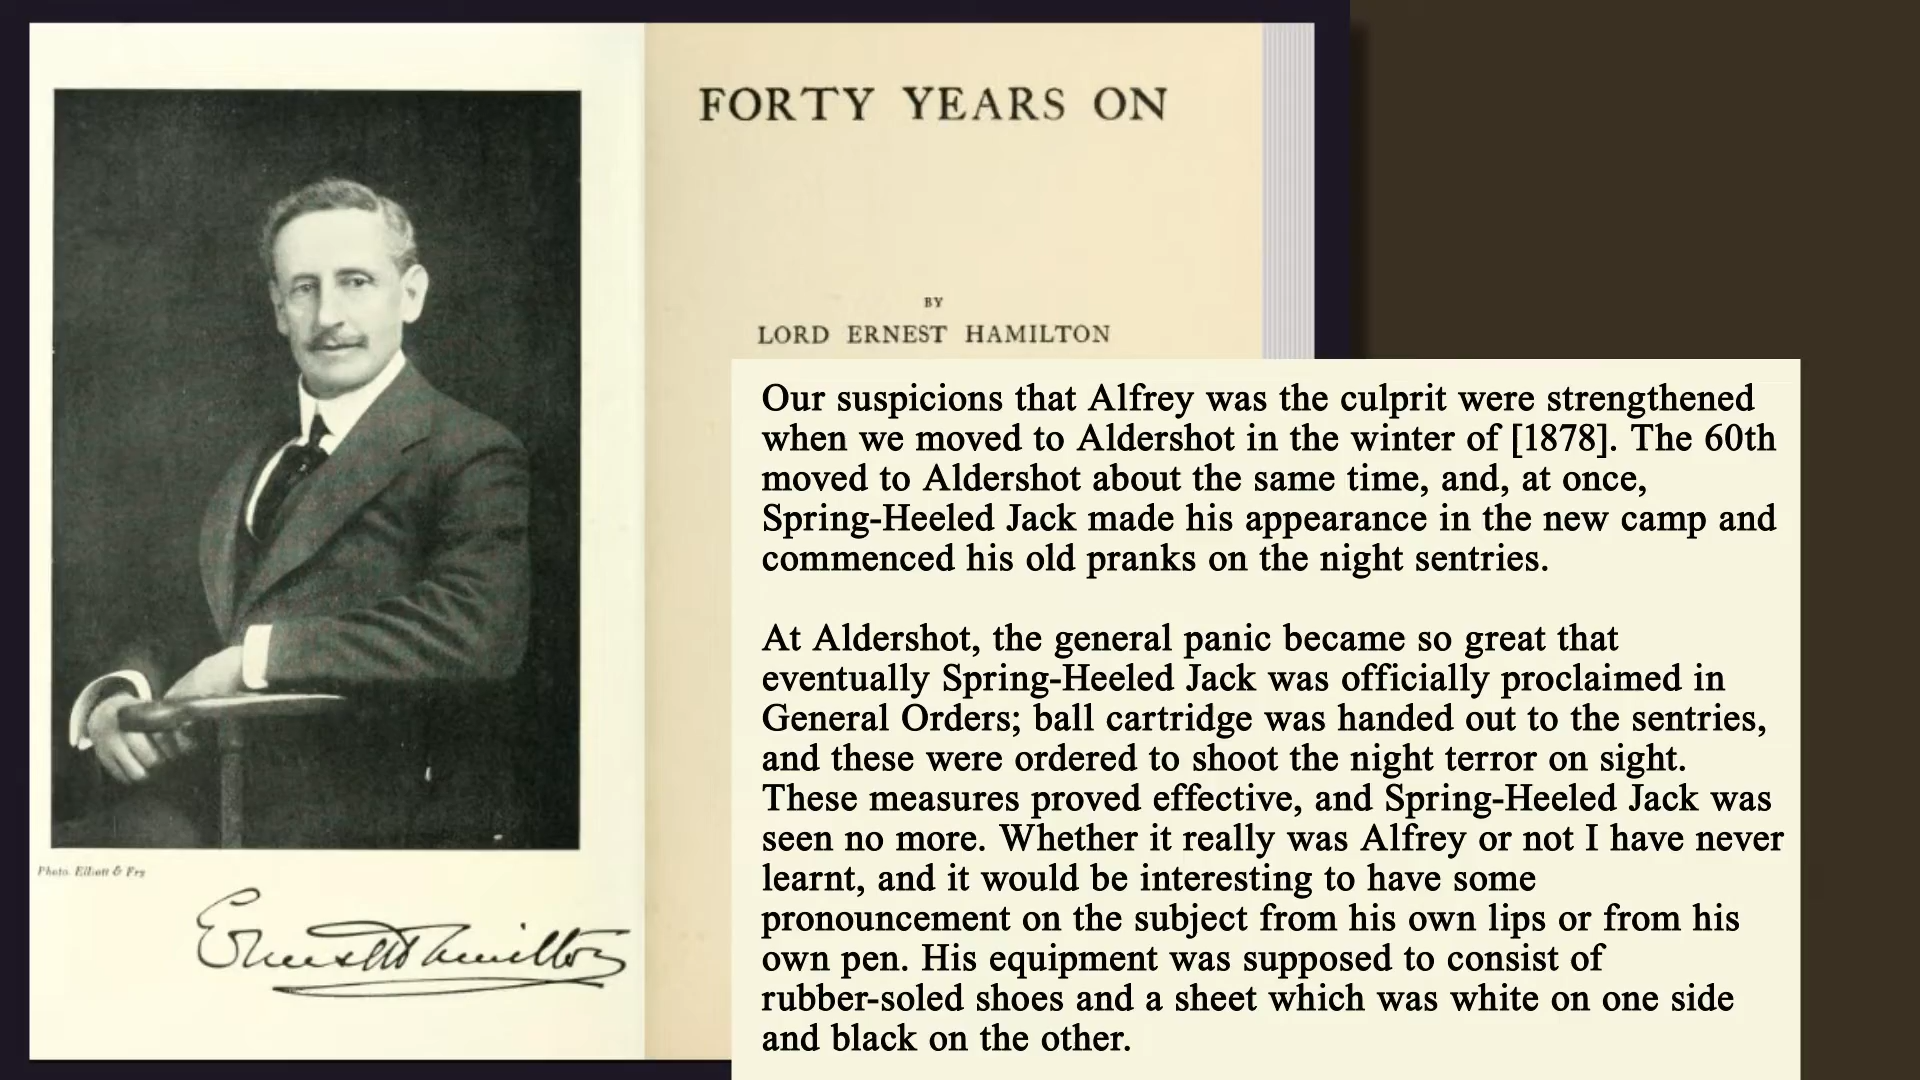 FORTY YEARS ON
BY
LORD ERNEST HAMILTON
Photo. Elliott & Fry
Ernest Hamilton
Our suspicions that Alfrey was the culprit were strengthened
when we moved to Aldershot in the winter of [1878]. The 60th
moved to Aldershot about the same time, and, at once,
Spring-Heeled Jack made his appearance in the new camp and
commenced his old pranks on the night sentries.
At Aldershot, the general panic became so great that
eventually Spring-Heeled Jack was officially proclaimed in
General Orders; ball cartridge was handed out to the sentries,
and these were ordered to shoot the night terror on sight.
These measures proved effective, and Spring-Heeled Jack was
seen no more. Whether it really was Alfrey or not I have never
learnt, and it would be interesting to have some
pronouncement on the subject from his own lips or from his
own pen. His equipment was supposed to consist of
rubber-soled shoes and a sheet which was white on one side
and black on the other.